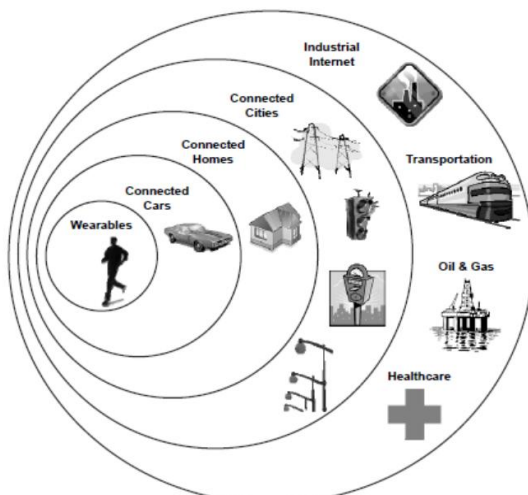 Industrial
Internet
Connected
Cities
Connected
Homes
Transportation
Connected
Cars
Wearables
Oil & Gas
Healthcare